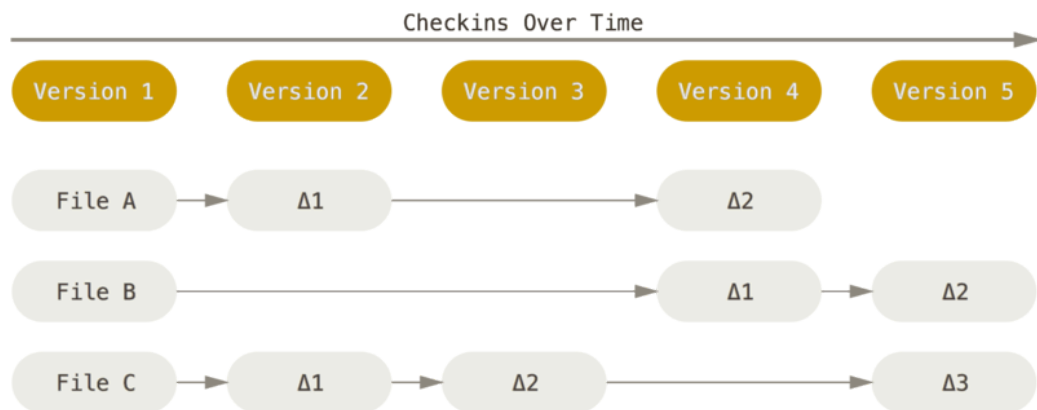 Checkins Over Time
Version 1 Version 2 Version 3 Version 4 Version 5
File A Δ1 Δ2
File B Δ1 Δ2
File C Δ1 Δ2 Δ3